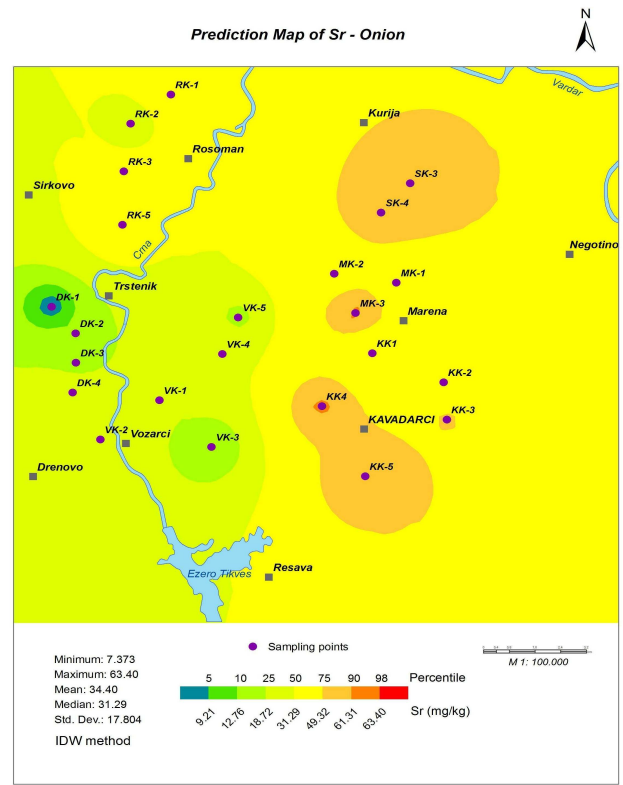 N
Prediction Map of Sr - Onion
RK-1
Vardar
RK-2
Kurija
Rosoman
RK-3
SK-3
Sirkovo
SK-4
RK-5
Crna
Negotino
MK-2
MK-1
Trstenik
DK-1
VK-5
MK-3
Marena
DK-2
VK-4
KK1
DK-3
KK-2
DK-4
VK-1
KK4
KK-3
KAVADARCI
VK-2
Vozarci
VK-3
Drenovo
KK-5
Ezero Tikves
Resava
Sampling points
M 1: 100.000
Minimum: 7.373
Maximum: 63.40
Mean: 34.40
Median: 31.29
Std. Dev.: 17.804
IDW method
5 10 25 50 75 90 98 Percentile
9.21 12.76 18.72 31.29 49.32 61.31 63.40 Sr (mg/kg)